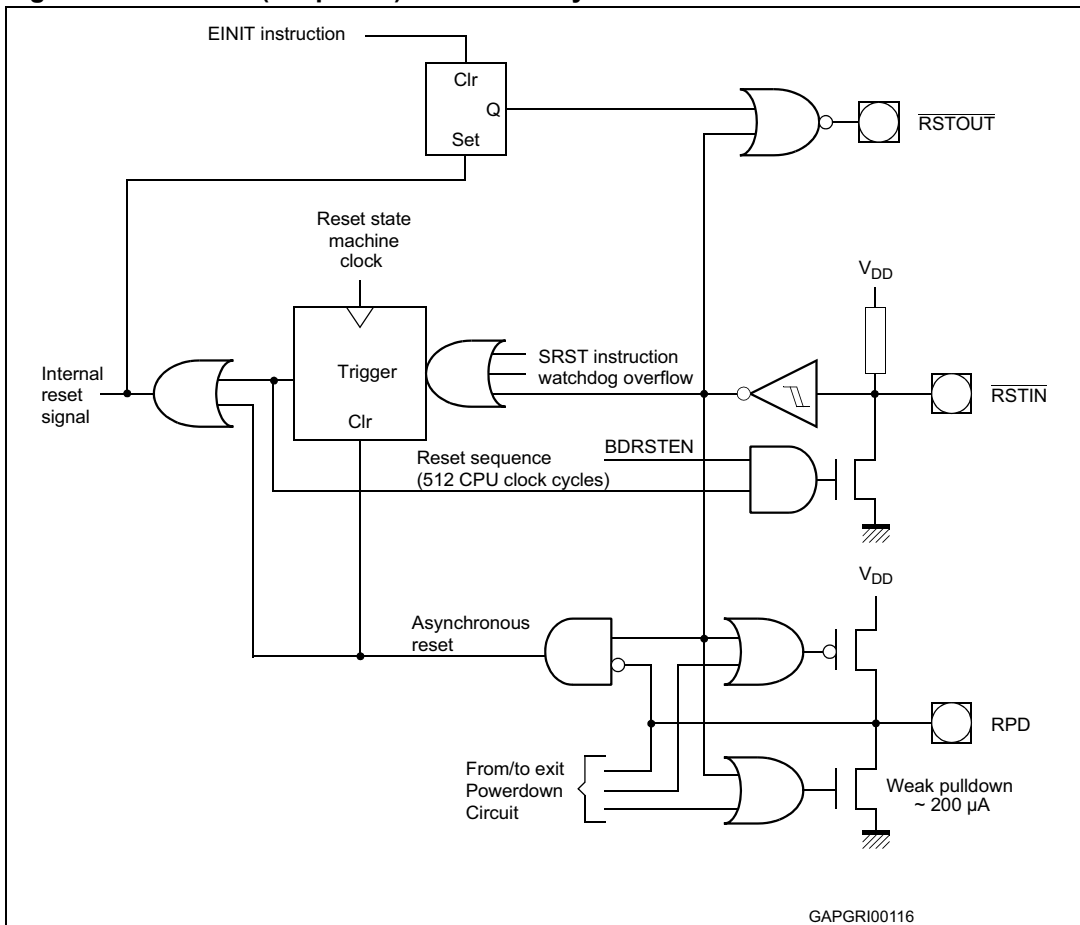 EINIT instruction
Clr
Q
Set
RSTOUT
Reset state
machine
clock
VDD
Trigger
Clr
SRST instruction
watchdog overflow
Internal
reset
signal
RSTIN
BDRSTEN
Reset sequence
(512 CPU clock cycles)
VDD
Asynchronous
reset
RPD
From/to exit
Powerdown
Circuit
Weak pulldown
~ 200 µA
GAPGRI00116